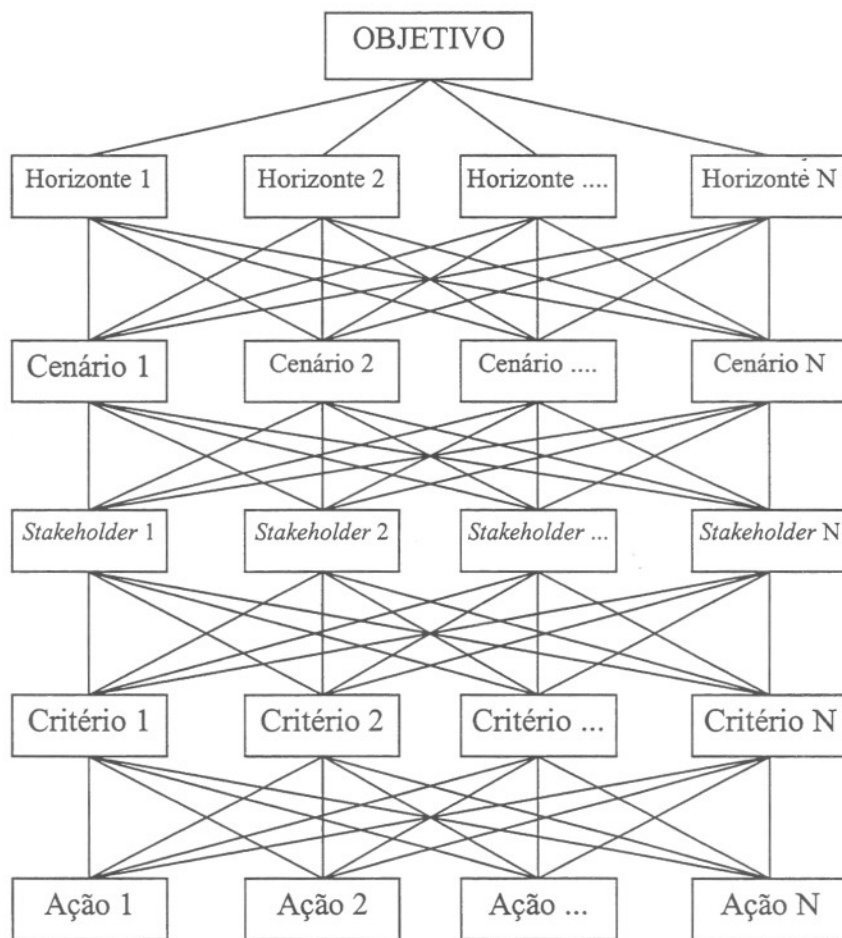 OBJETIVO
Horizonte 1
Horizonte 2
Horizonte ....
Horizonte N
Cenário 1
Cenário 2
Cenário ....
Cenário N
Stakeholder 1
Stakeholder 2
Stakeholder ...
Stakeholder N
Critério 1
Critério 2
Critério ...
Critério N
Ação 1
Ação 2
Ação ...
Ação N